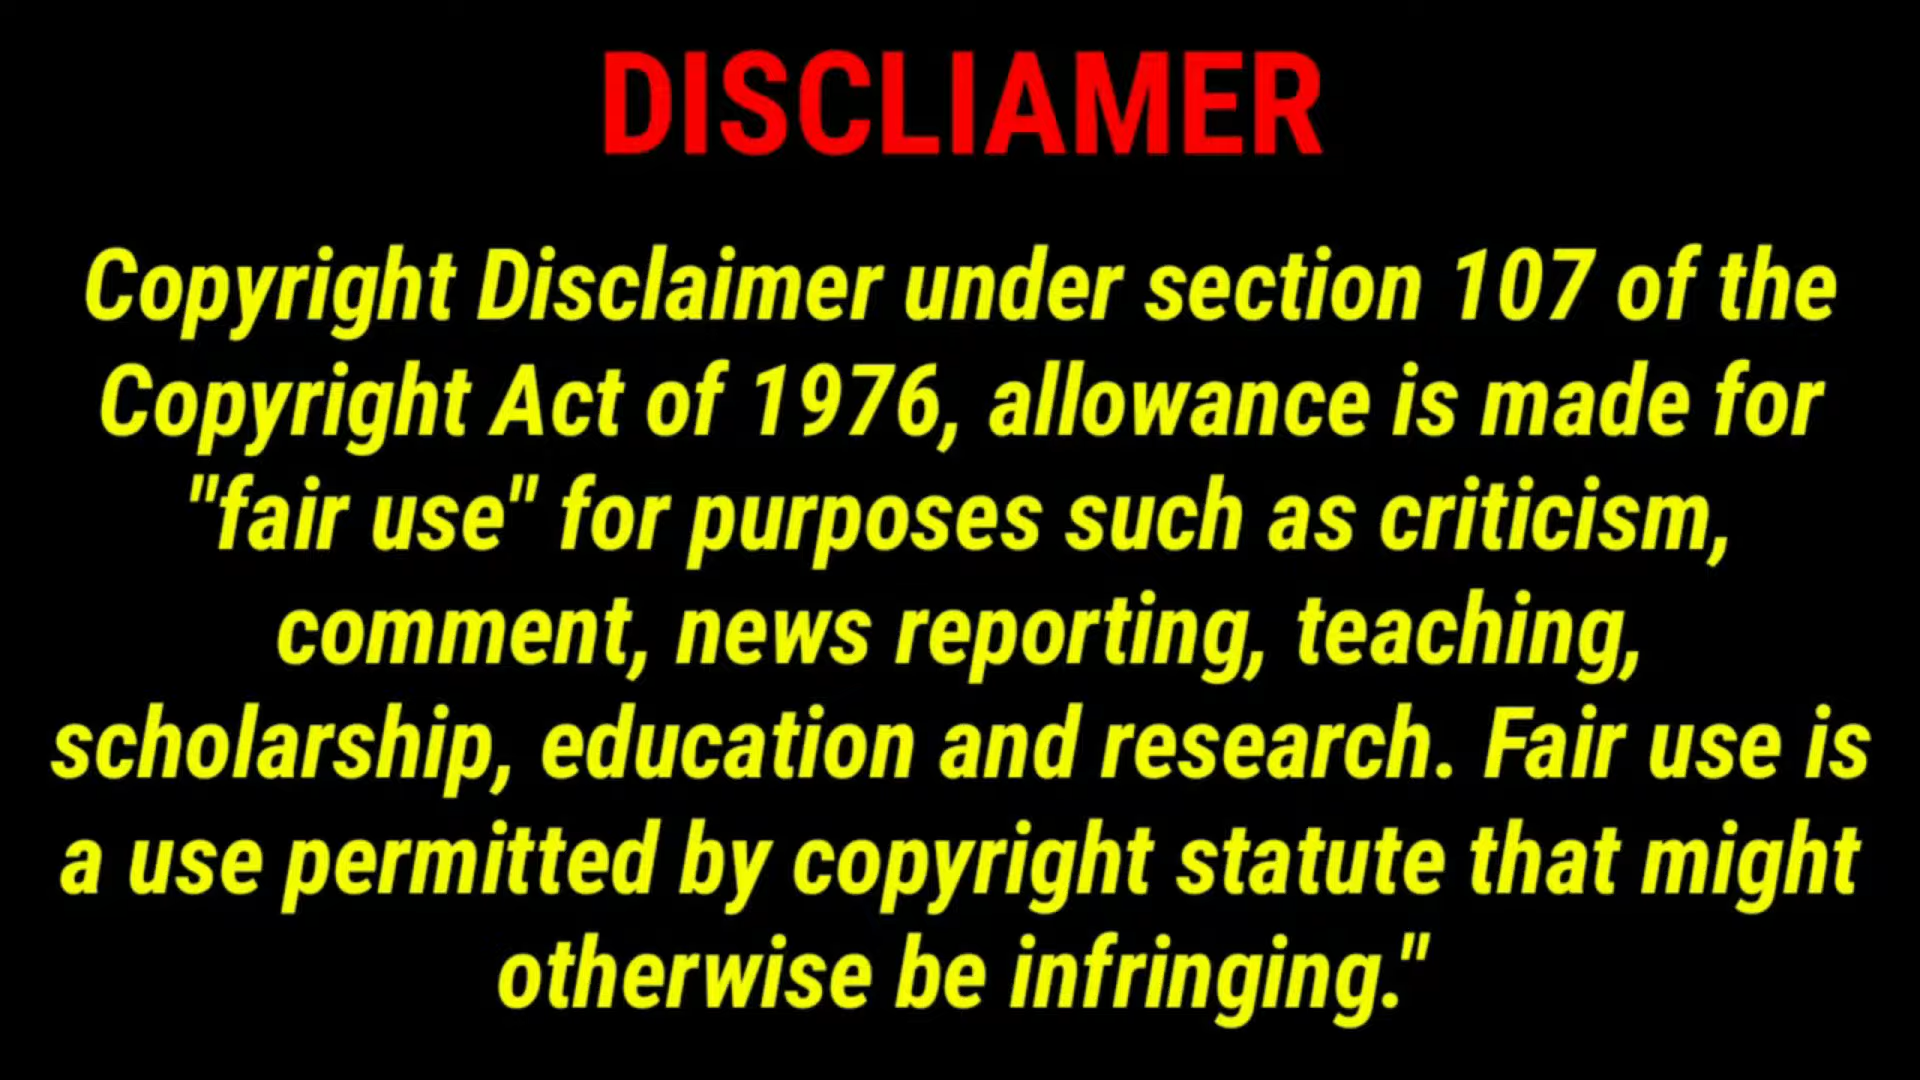 DISCLIAMER
Copyright Disclaimer under section 107 of the
Copyright Act of 1976, allowance is made for
"fair use" for purposes such as criticism,
comment, news reporting, teaching,
scholarship, education and research. Fair use is
a use permitted by copyright statute that might
otherwise be infringing."